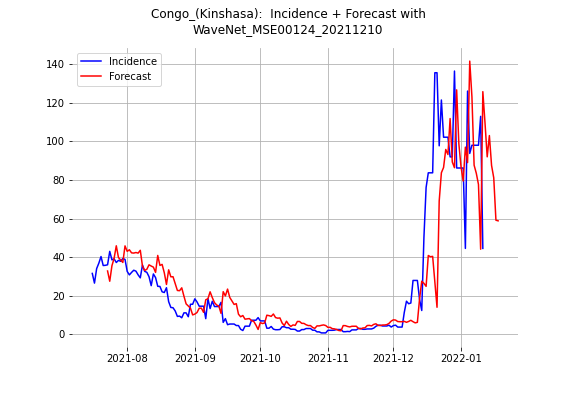 Congo_(Kinshasa):  Incidence + Forecast with
WaveNet_MSE00124_20211210
Incidence
Forecast
140
120
100
80
60
40
20
0
2021-08 2021-09 2021-10 2021-11 2021-12 2022-01